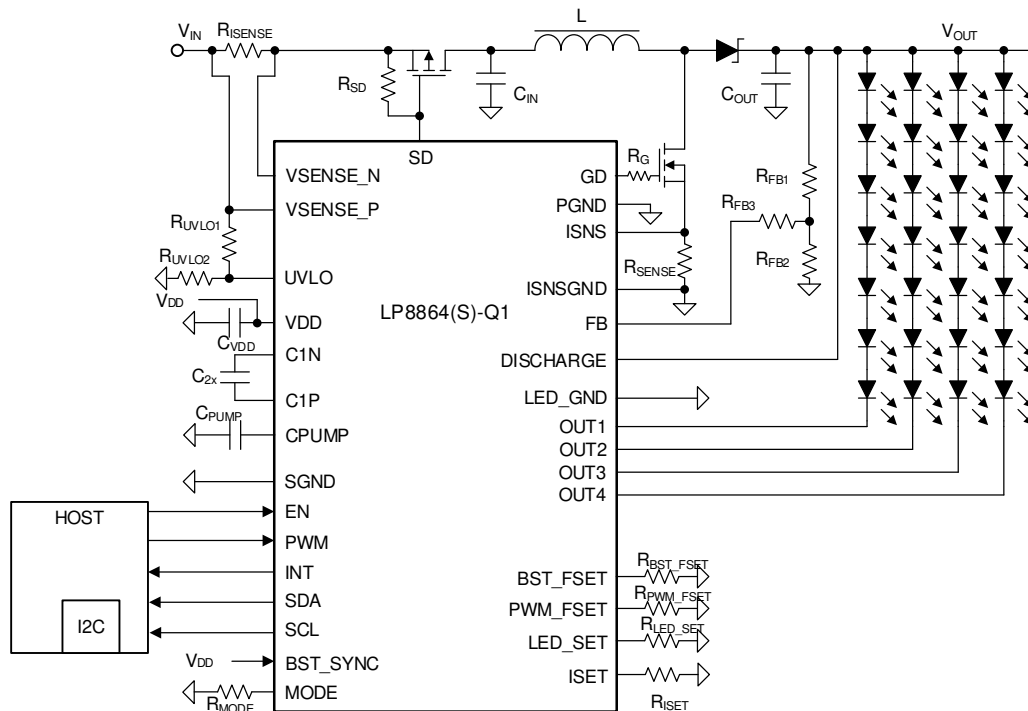 VIN
RISENSE
L
VOUT
RSD
CIN
COUT
SD
RG
GD
VSENSE_N
PGND
RFB1
VSENSE_P
RFB3
ISNS
RUVLO1
RSENSE
RFB2
RUVLO2
UVLO
ISNSGND
VDD
LP8864(S)-Q1
VDD
FB
CVDD
C1N
DISCHARGE
C2x
C1P
LED_GND
CPUMP
CPUMP
OUT1
OUT2
OUT3
SGND
OUT4
HOST
EN
PWM
INT
BST_FSET
RBST_FSET
SDA
PWM_FSET
RPWM_FSET
I2C
SCL
LED_SET
RLED_SET
VDD
BST_SYNC
ISET
MODE
RMODE
RISET